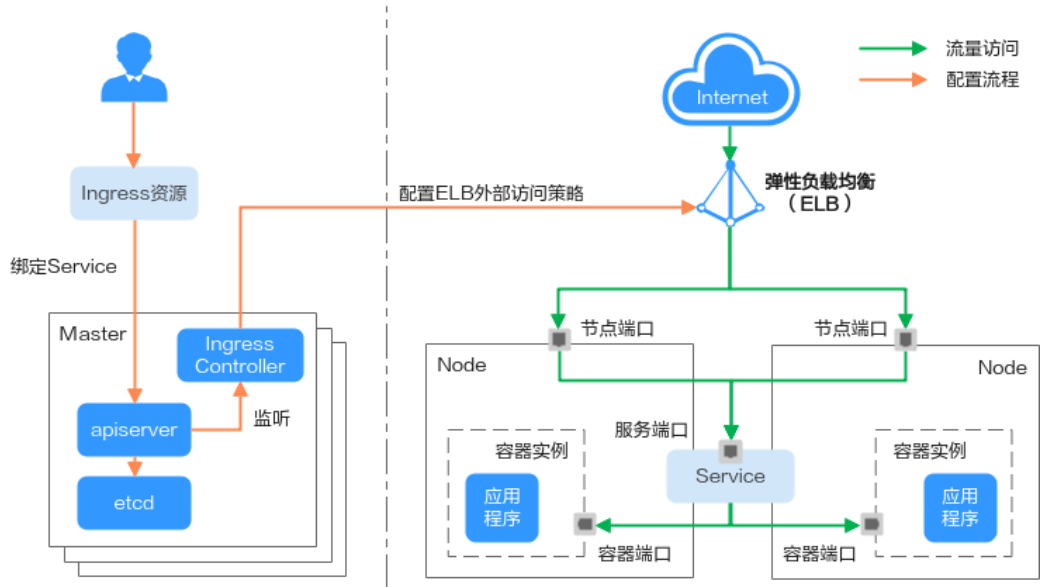 流量访问
配置流程
Internet
弹性负载均衡
（ELB）
Ingress资源
配置ELB外部访问策略
绑定Service
Master
Ingress
Controller
apiserver
监听
etcd
节点端口
节点端口
Node
Node
服务端口
Service
容器实例
应用
程序
容器端口
容器实例
应用
程序
容器端口